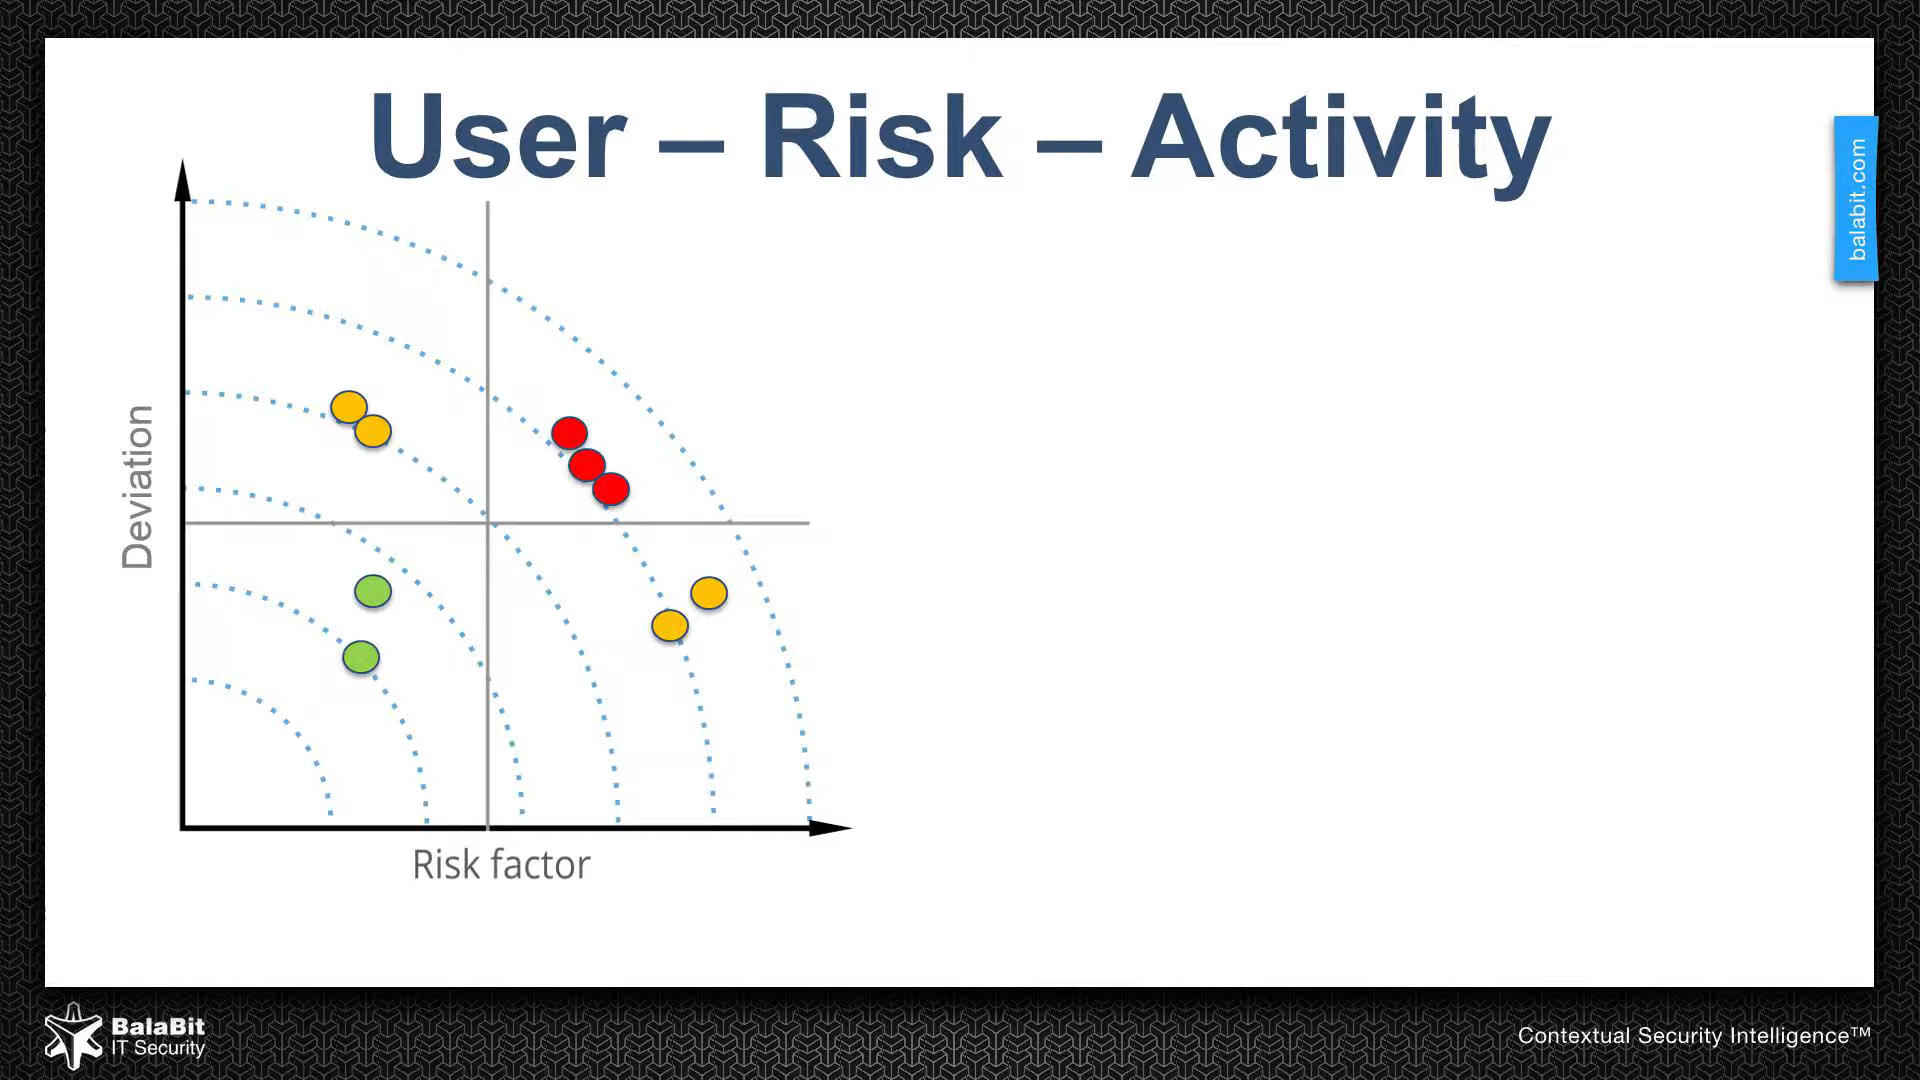 User – Risk – Activity
balabit.com
Deviation
Risk factor
BalaBit
IT Security
Contextual Security Intelligence™